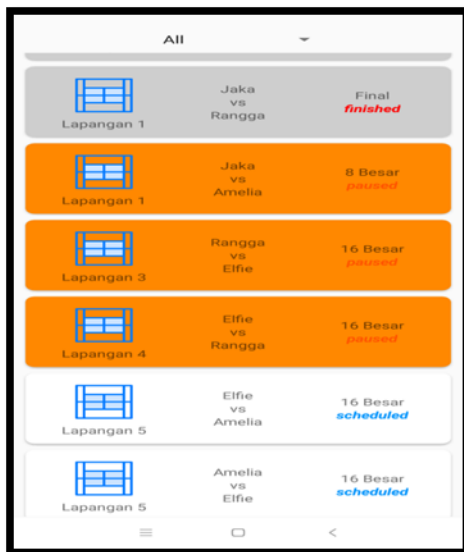 All
Jaka
vs
Rangga
Final
finished
Lapangan 1
Jaka
vs
Amelia
8 Besar
paused
Lapangan 1
Rangga
vs
Elfie
16 Besar
paused
Lapangan 3
Elfie
vs
Rangga
16 Besar
paused
Lapangan 4
Elfie
vs
Amelia
16 Besar
scheduled
Lapangan 5
Amelia
vs
Elfie
16 Besar
scheduled
Lapangan 5